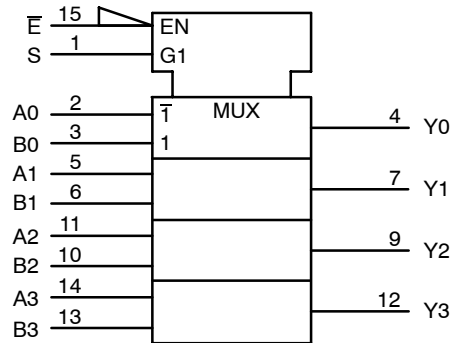 E̅ 15 EN
S 1 G1
MUX
A0 2 1̅
B0 3 1
4 Y0
A1 5
B1 6
7 Y1
A2 11
B2 10
9 Y2
A3 14
B3 13
12 Y3